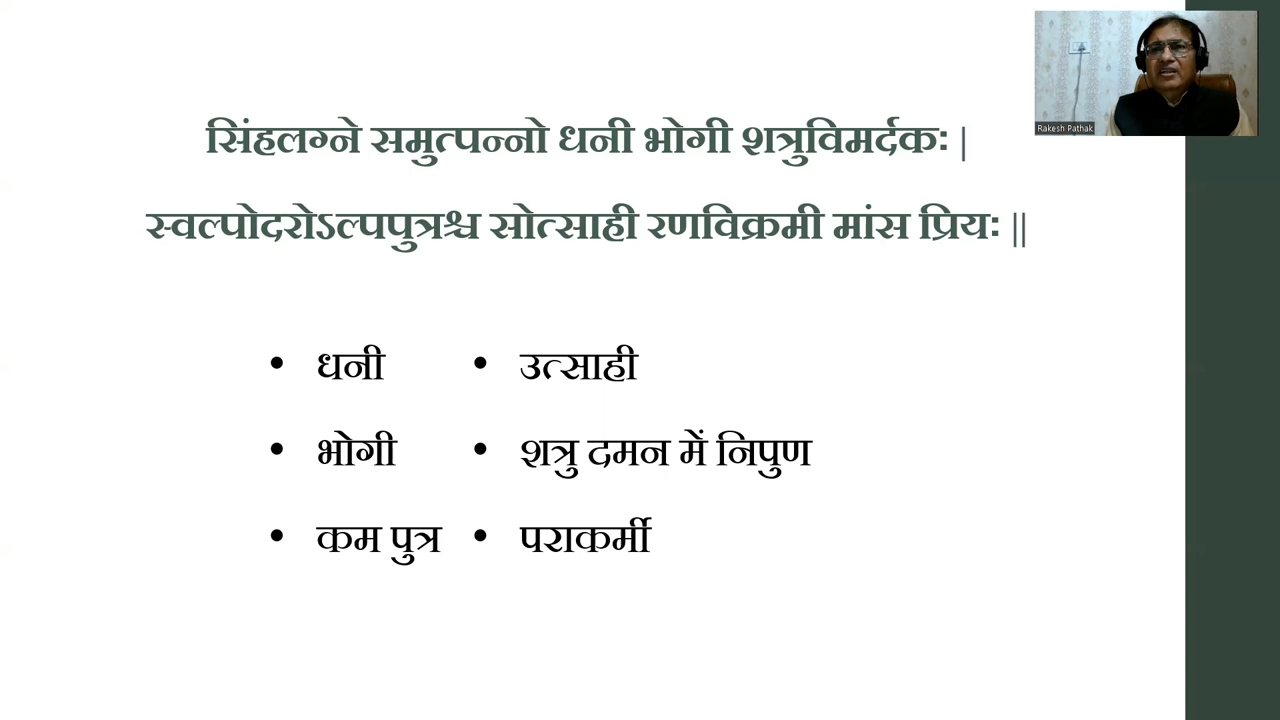 सिंहलग्ने समुत्पन्नो धनी भोगी शत्रुविमर्दकः |
स्वल्पोदरोऽल्पपुत्रश्च सोत्साही रणविक्रमी मांस प्रियः ||
• धनी
• भोगी
• कम पुत्र
• उत्साही
• शत्रु दमन में निपुण
• पराकर्मी
Rakesh Pathak